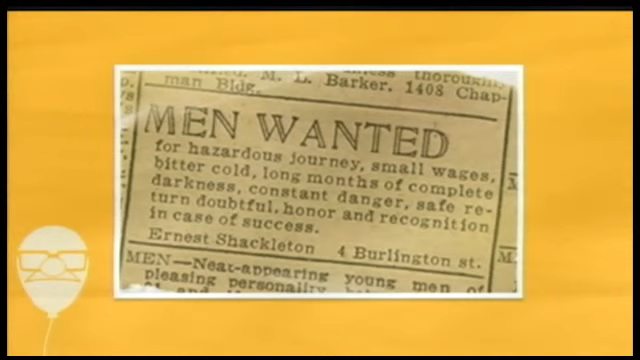 thoroughly
M. L. Barker. 1408 Chap-
man Bldg.
MEN WANTED
for hazardous journey, small wages,
bitter cold, long months of complete
darkness, constant danger, safe re-
turn doubtful, honor and recognition
in case of success.
Ernest Shackleton 4 Burlington st.
MEN—Neat-appearing young men of
pleasing personality